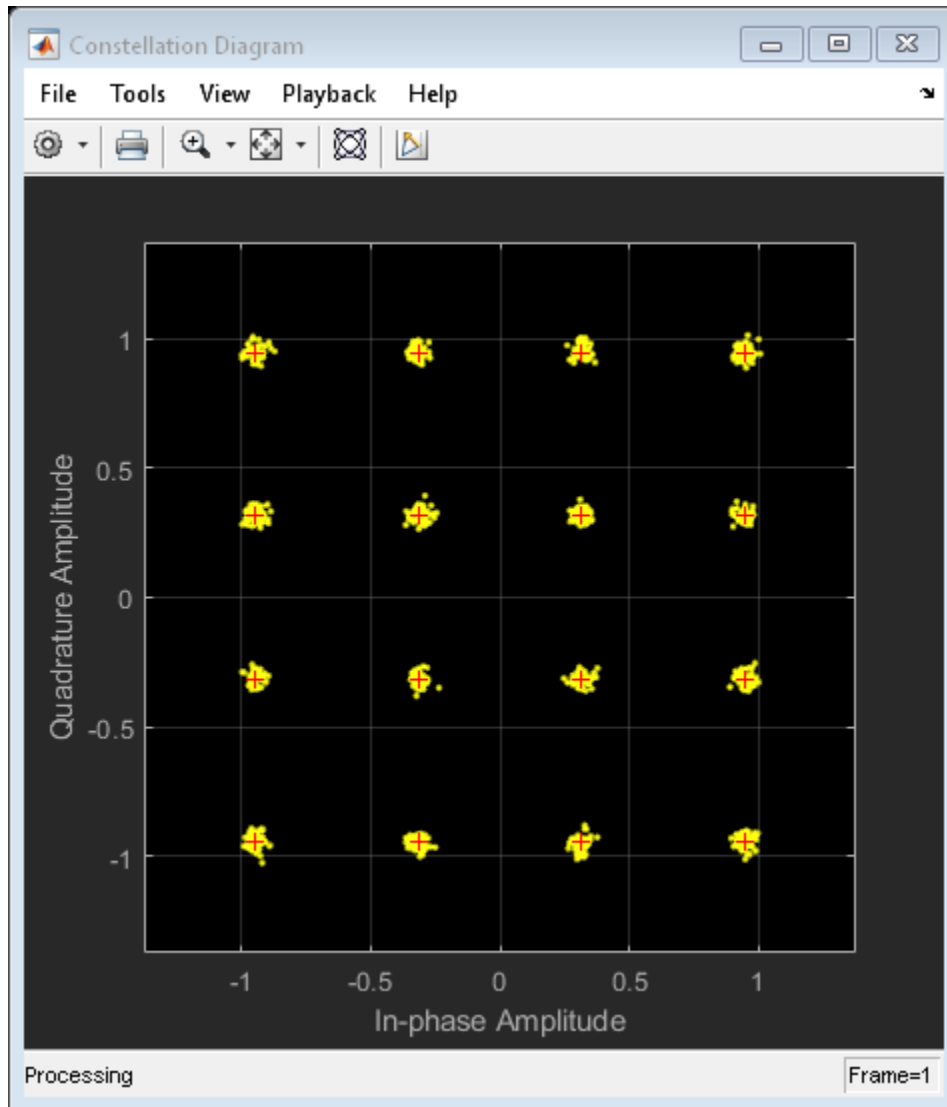 Constellation Diagram
File Tools View Playback Help
1
0.5
0
-0.5
-1
Quadrature Amplitude
-1 -0.5 0 0.5 1
In-phase Amplitude
Processing Frame=1